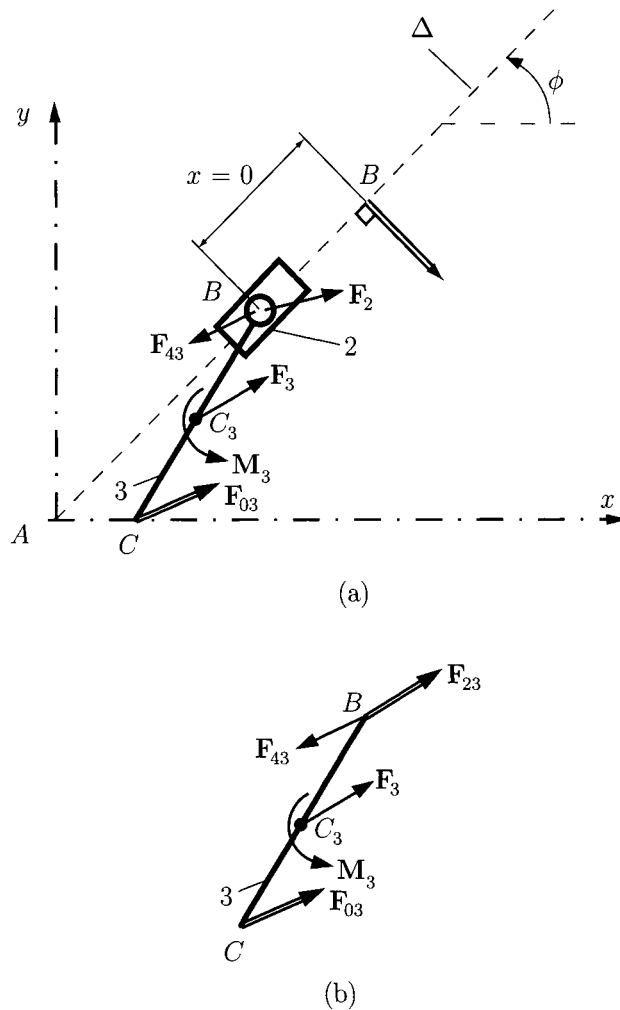 Δ
y
ϕ
x = 0
B
B
F₂
F₄₃
2
F₃
C₃
M₃
3
F₀₃
x
A
C
(a)
B
F₂₃
F₄₃
F₃
C₃
M₃
3
F₀₃
C
(b)